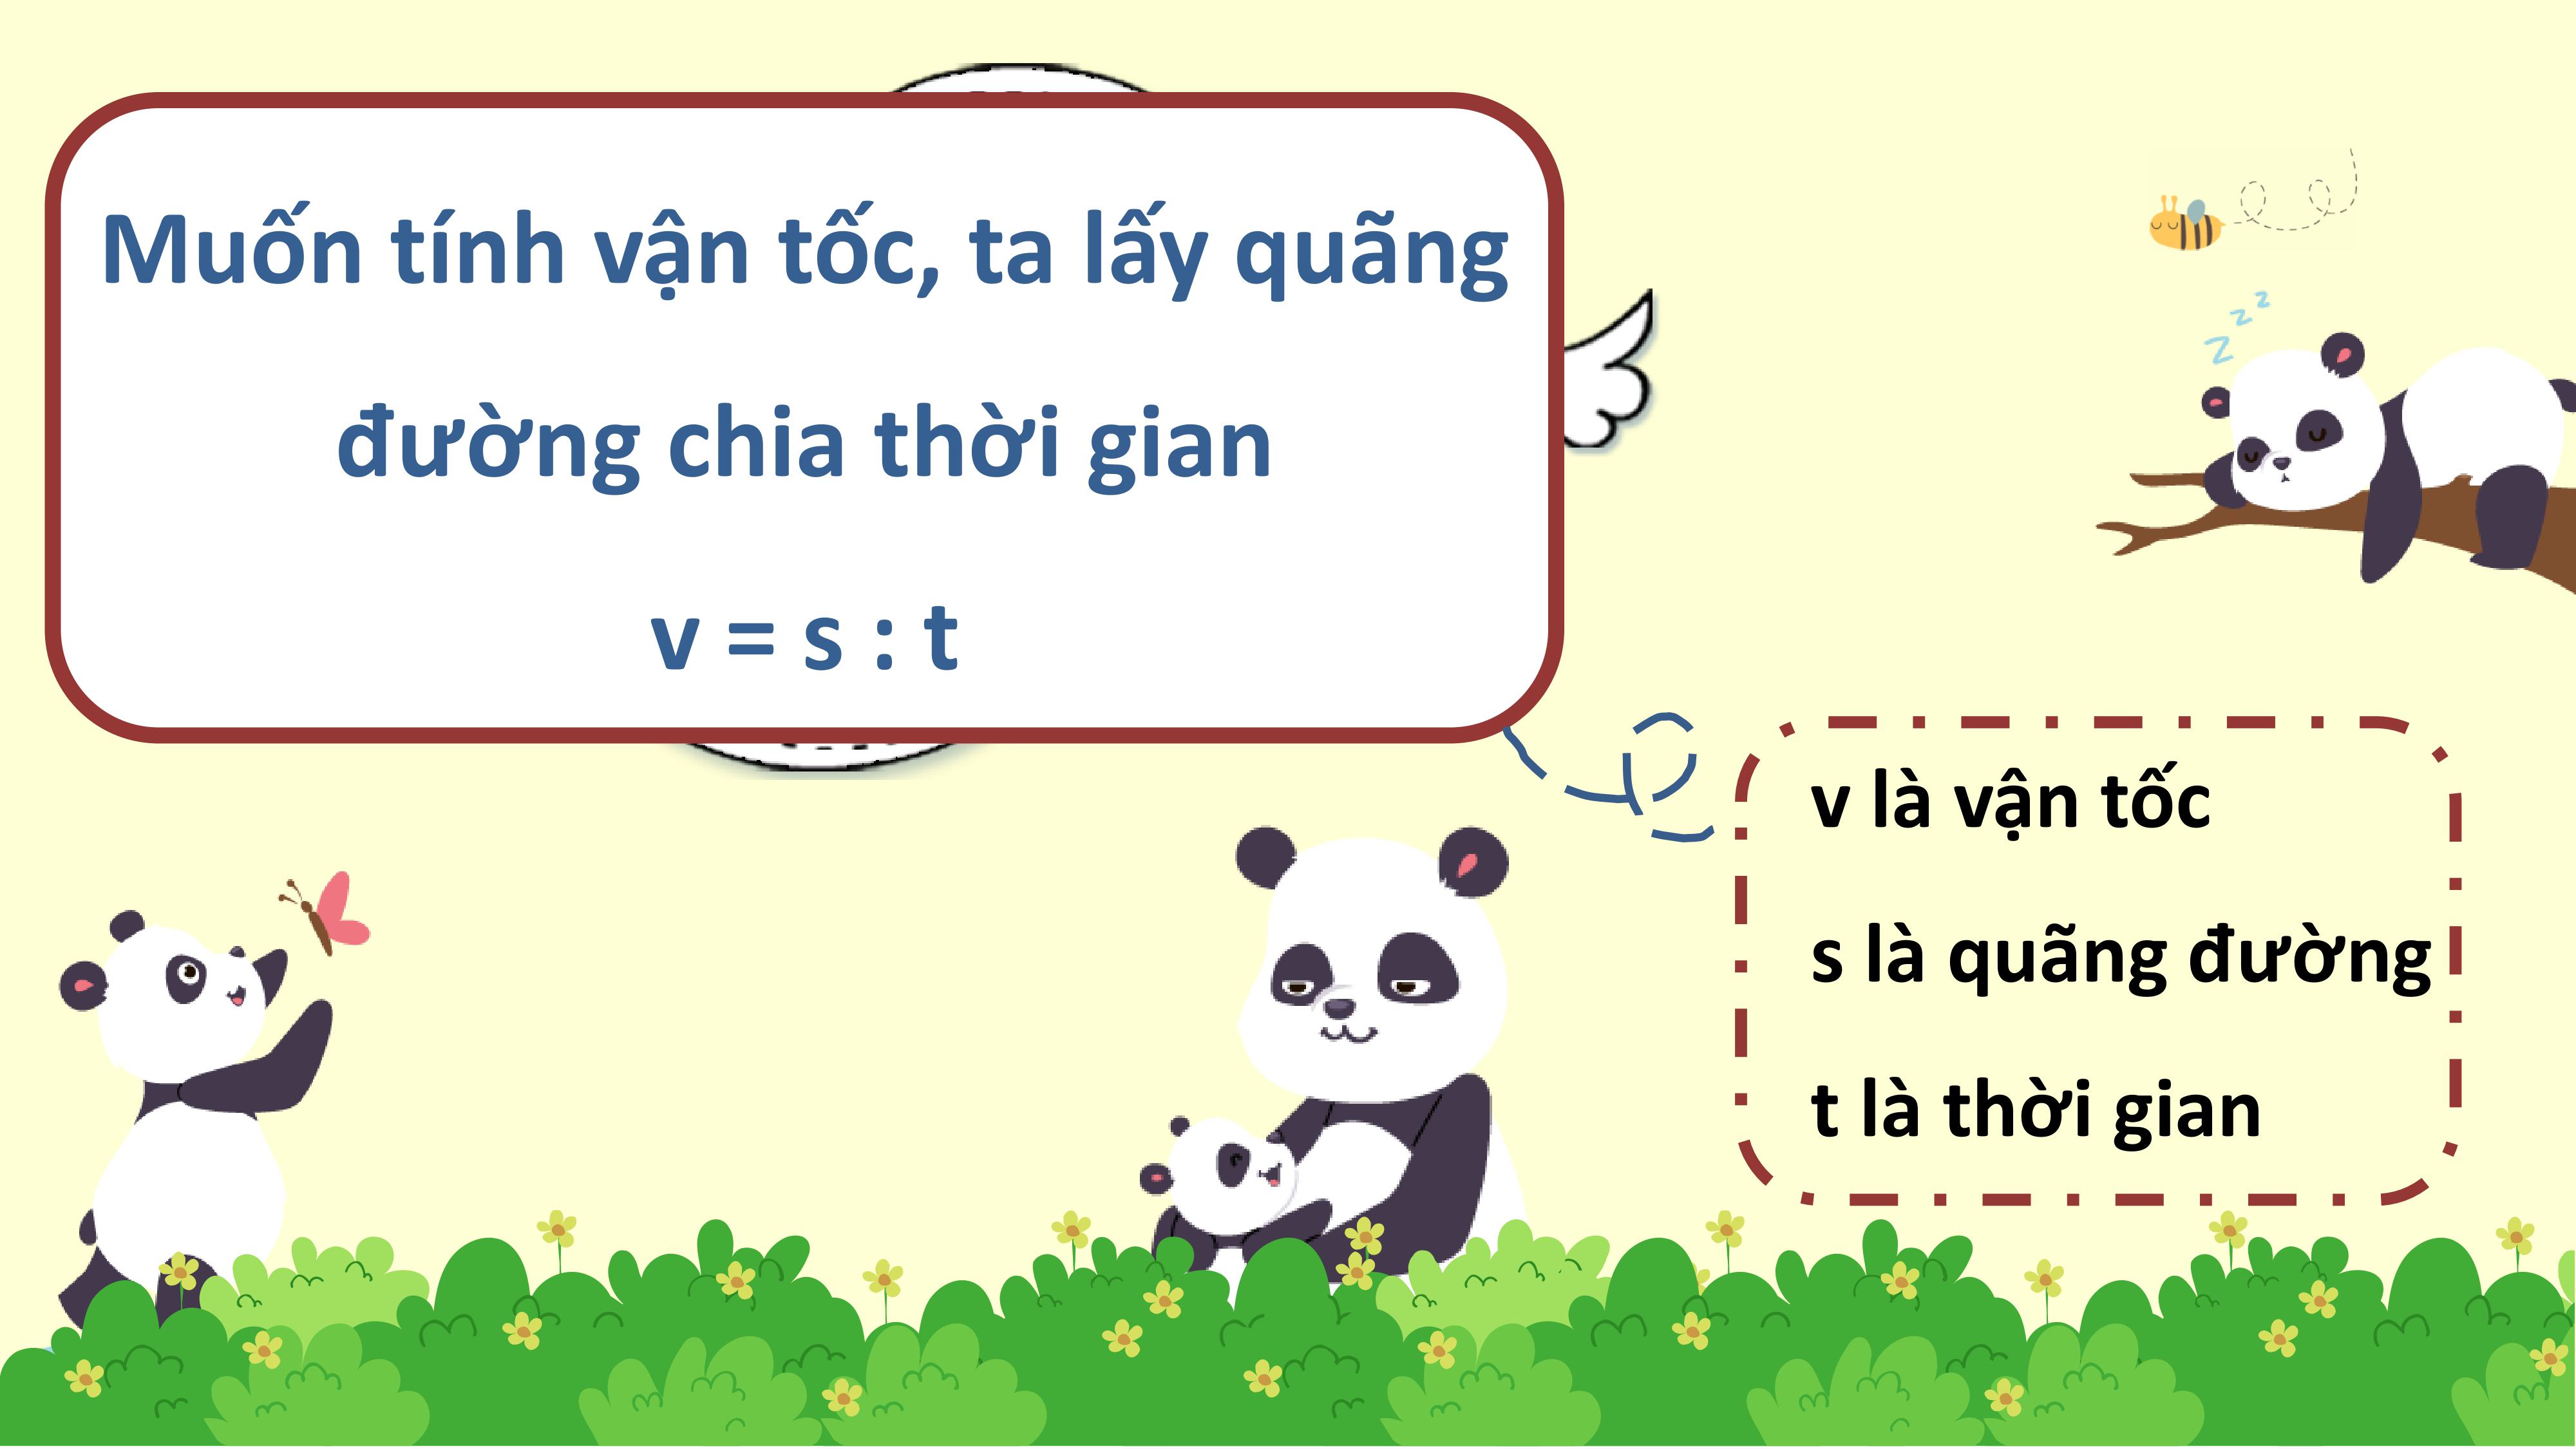 Muốn tính vận tốc, ta lấy quãng
đường chia thời gian
v = s : t
z z z
v là vận tốc
s là quãng đường
t là thời gian